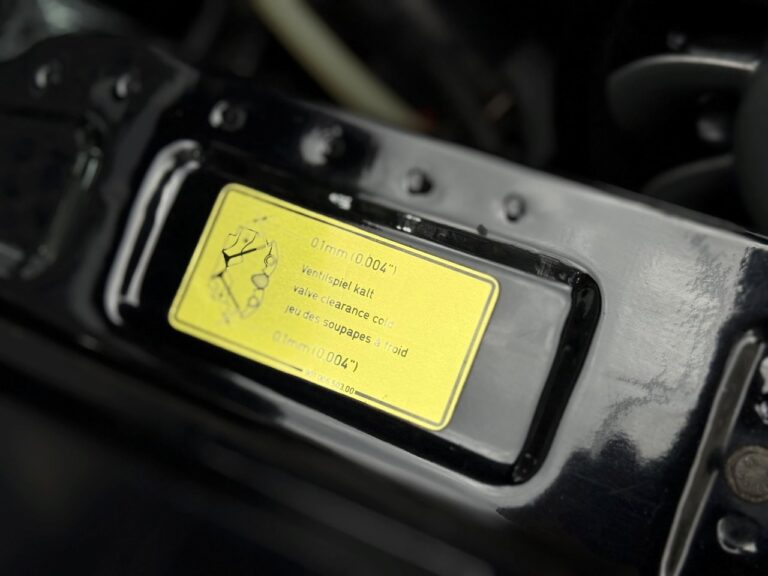 0.1mm (0.004")
Ventilspiel kalt
valve clearance cold
jeu des soupapes à froid
0.1mm (0.004")